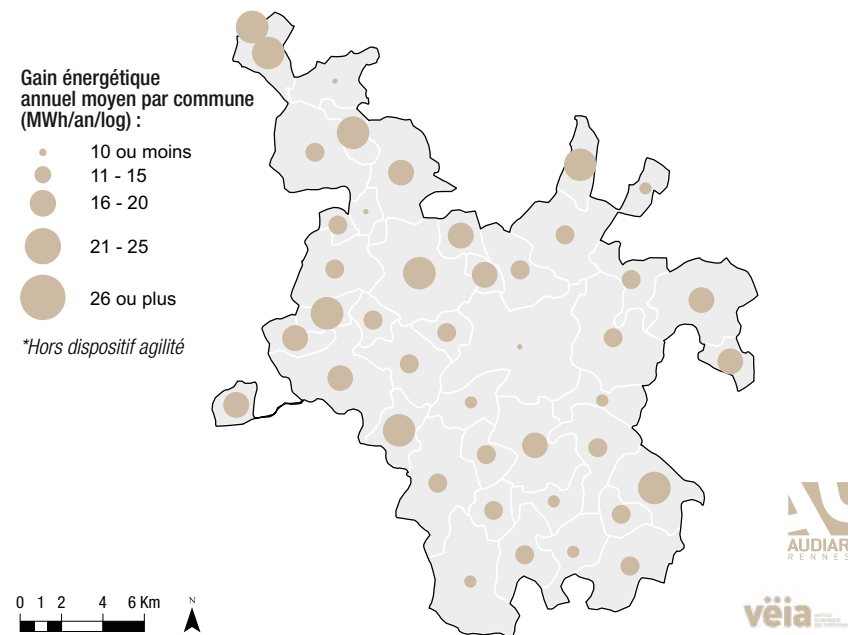 Gain énergétique
annuel moyen par commune
(MWh/an/log) :
10 ou moins
11 - 15
16 - 20
21 - 25
26 ou plus
*Hors dispositif agilité
0 1 2 4 6 Km
N
AUDIAR
RENNES
vëia